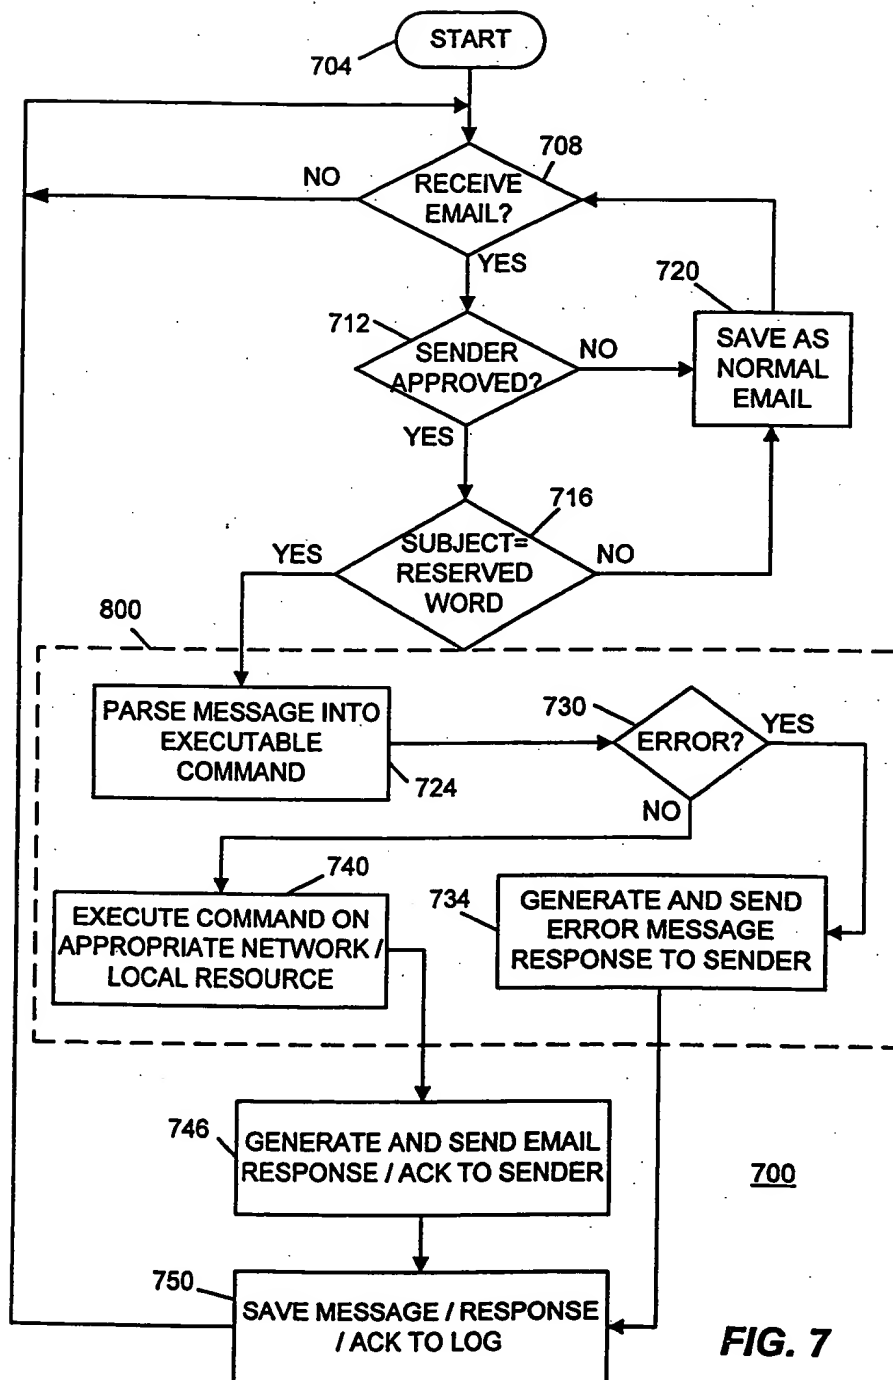 START
704
708
NO
RECEIVE
EMAIL?
YES
720
712
SENDER
APPROVED?
NO
SAVE AS
NORMAL
EMAIL
YES
716
YES
SUBJECT=
RESERVED
WORD
NO
800
PARSE MESSAGE INTO
EXECUTABLE
COMMAND
724
730
ERROR?
YES
NO
740
EXECUTE COMMAND ON
APPROPRIATE NETWORK /
LOCAL RESOURCE
734
GENERATE AND SEND
ERROR MESSAGE
RESPONSE TO SENDER
746
GENERATE AND SEND EMAIL
RESPONSE / ACK TO SENDER
700
750
SAVE MESSAGE / RESPONSE
/ ACK TO LOG
FIG. 7